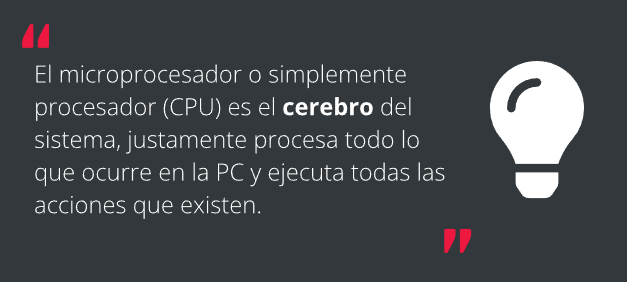 El microprocesador o simplemente
procesador (CPU) es el cerebro del
sistema, justamente procesa todo lo
que ocurre en la PC y ejecuta todas las
acciones que existen.